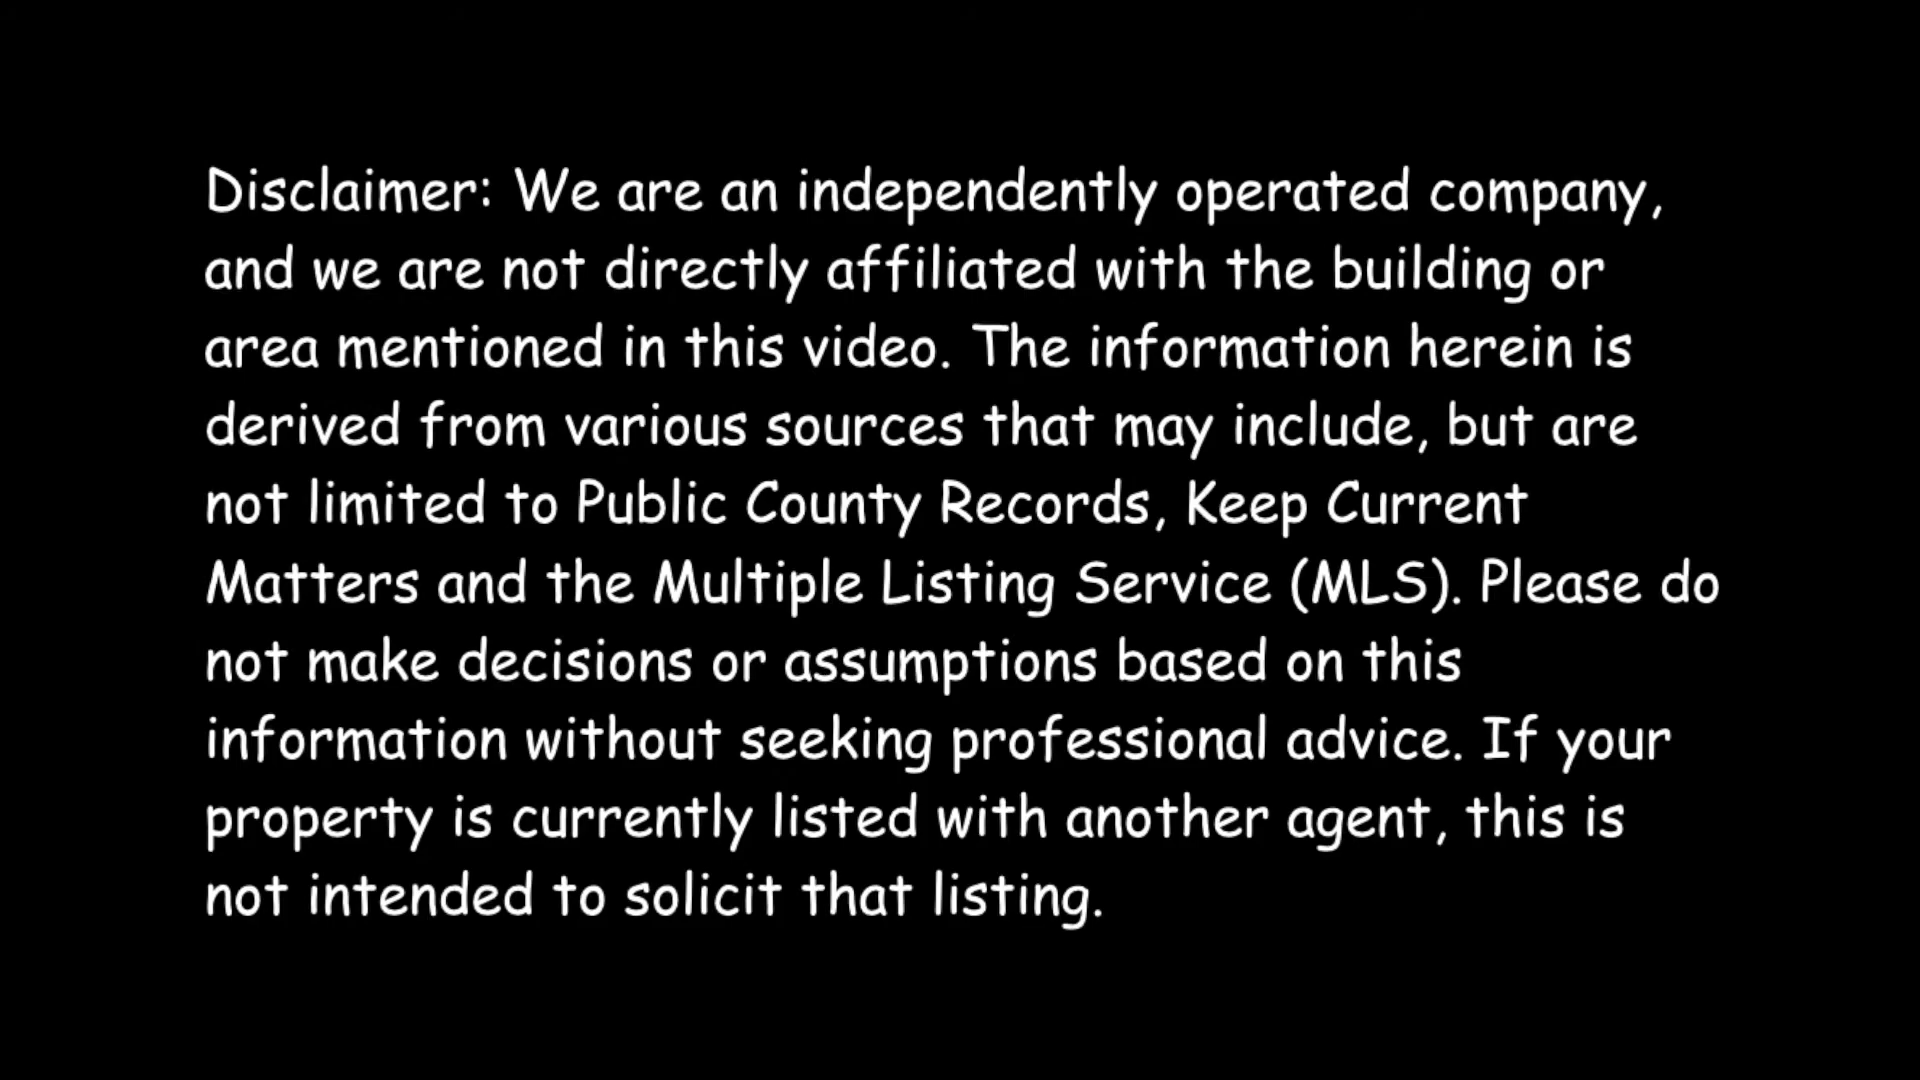 Disclaimer: We are an independently operated company,
and we are not directly affiliated with the building or
area mentioned in this video. The information herein is
derived from various sources that may include, but are
not limited to Public County Records, Keep Current
Matters and the Multiple Listing Service (MLS). Please do
not make decisions or assumptions based on this
information without seeking professional advice. If your
property is currently listed with another agent, this is
not intended to solicit that listing.